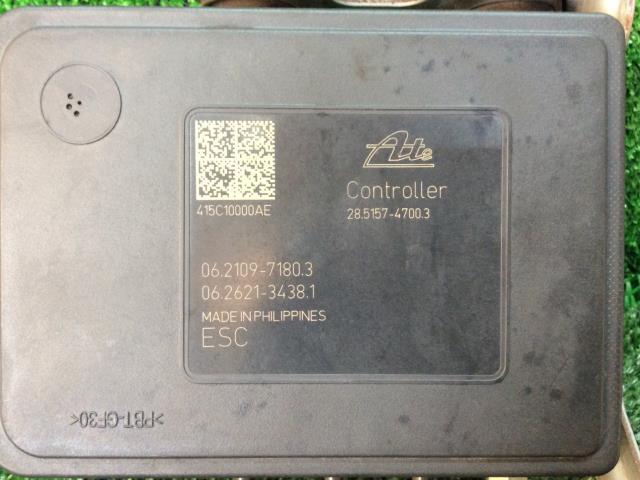 Ate
Controller
415C10000AE
28.5157-4700.3
06.2109-7180.3
06.2621-3438.1
MADE IN PHILIPPINES
ESC
>PBT-GF30<